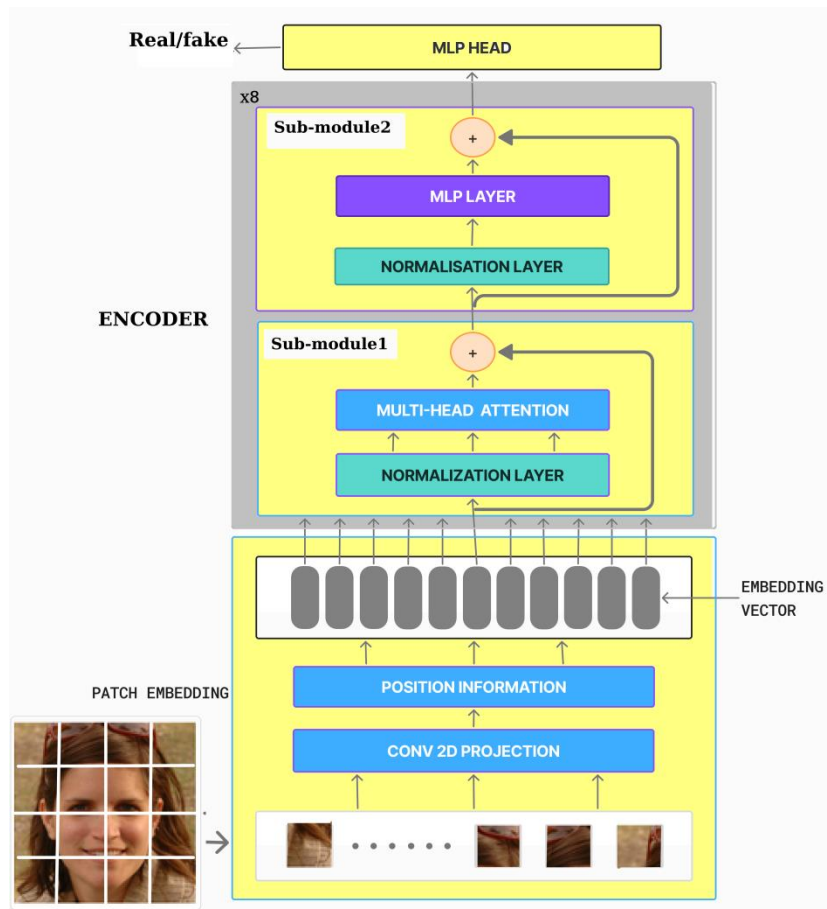 Real/fake
MLP HEAD
x8
Sub-module2
+
MLP LAYER
NORMALISATION LAYER
ENCODER
Sub-module1
+
MULTI-HEAD ATTENTION
NORMALIZATION LAYER
EMBEDDING
VECTOR
PATCH EMBEDDING
POSITION INFORMATION
CONV 2D PROJECTION